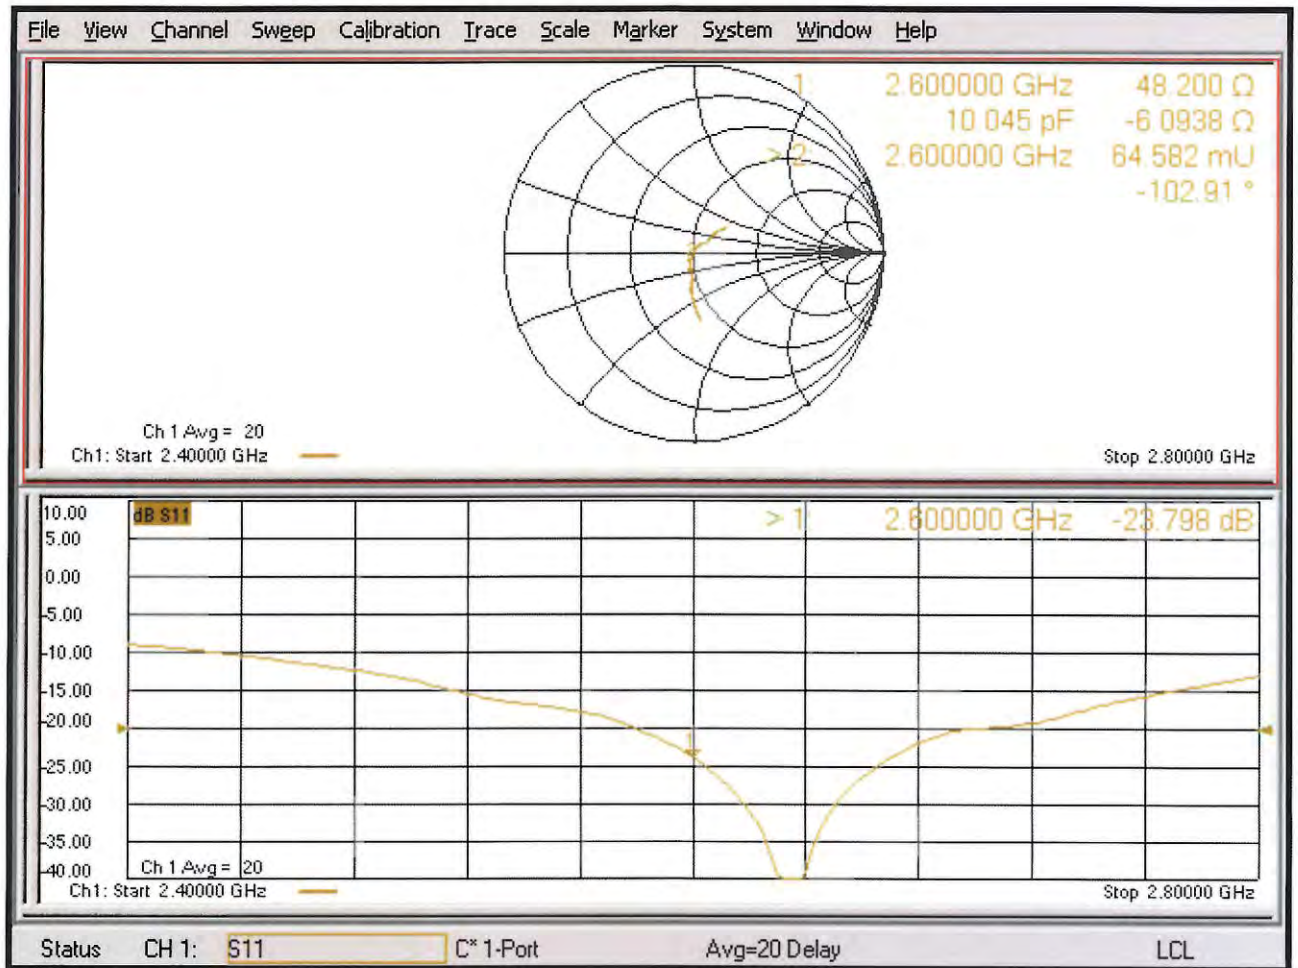 File View Channel Sweep Calibration Trace Scale Marker System Window Help
1: 2.600000 GHz 48.200 Ω
10 045 pF -6 0938 Ω
> 2: 2.600000 GHz 64 582 mU
-102.91 °
Ch 1 Avg = 20
Ch1: Start 2.40000 GHz Stop 2.80000 GHz
10.00 dB S11 > 1: 2.600000 GHz -23.798 dB
5.00
0.00
-5.00
-10.00
-15.00
-20.00
1
-25.00
-30.00
-35.00
-40.00 Ch 1 Avg = 20
Ch1: Start 2.40000 GHz Stop 2.80000 GHz
Status CH 1: S11 C* 1-Port Avg=20 Delay LCL